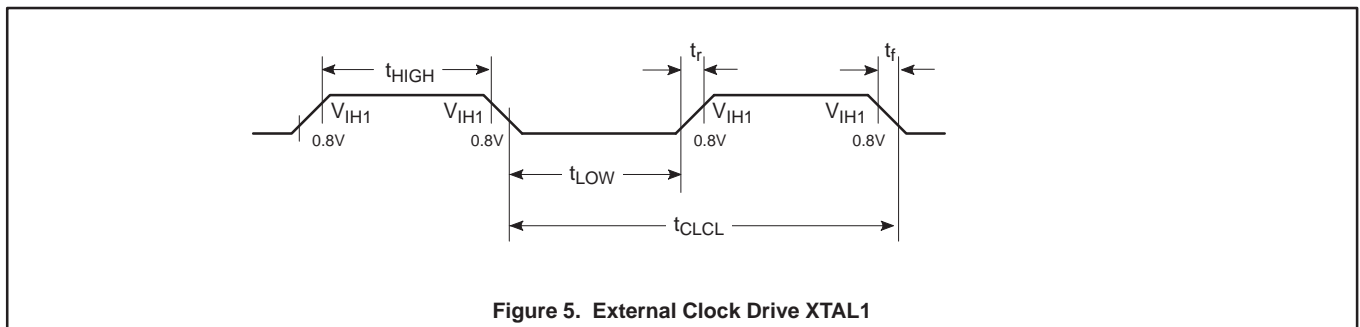 tr
tf
tHIGH
VIH1
VIH1
VIH1
VIH1
0.8V
0.8V
0.8V
0.8V
tLOW
tCLCL
Figure 5. External Clock Drive XTAL1